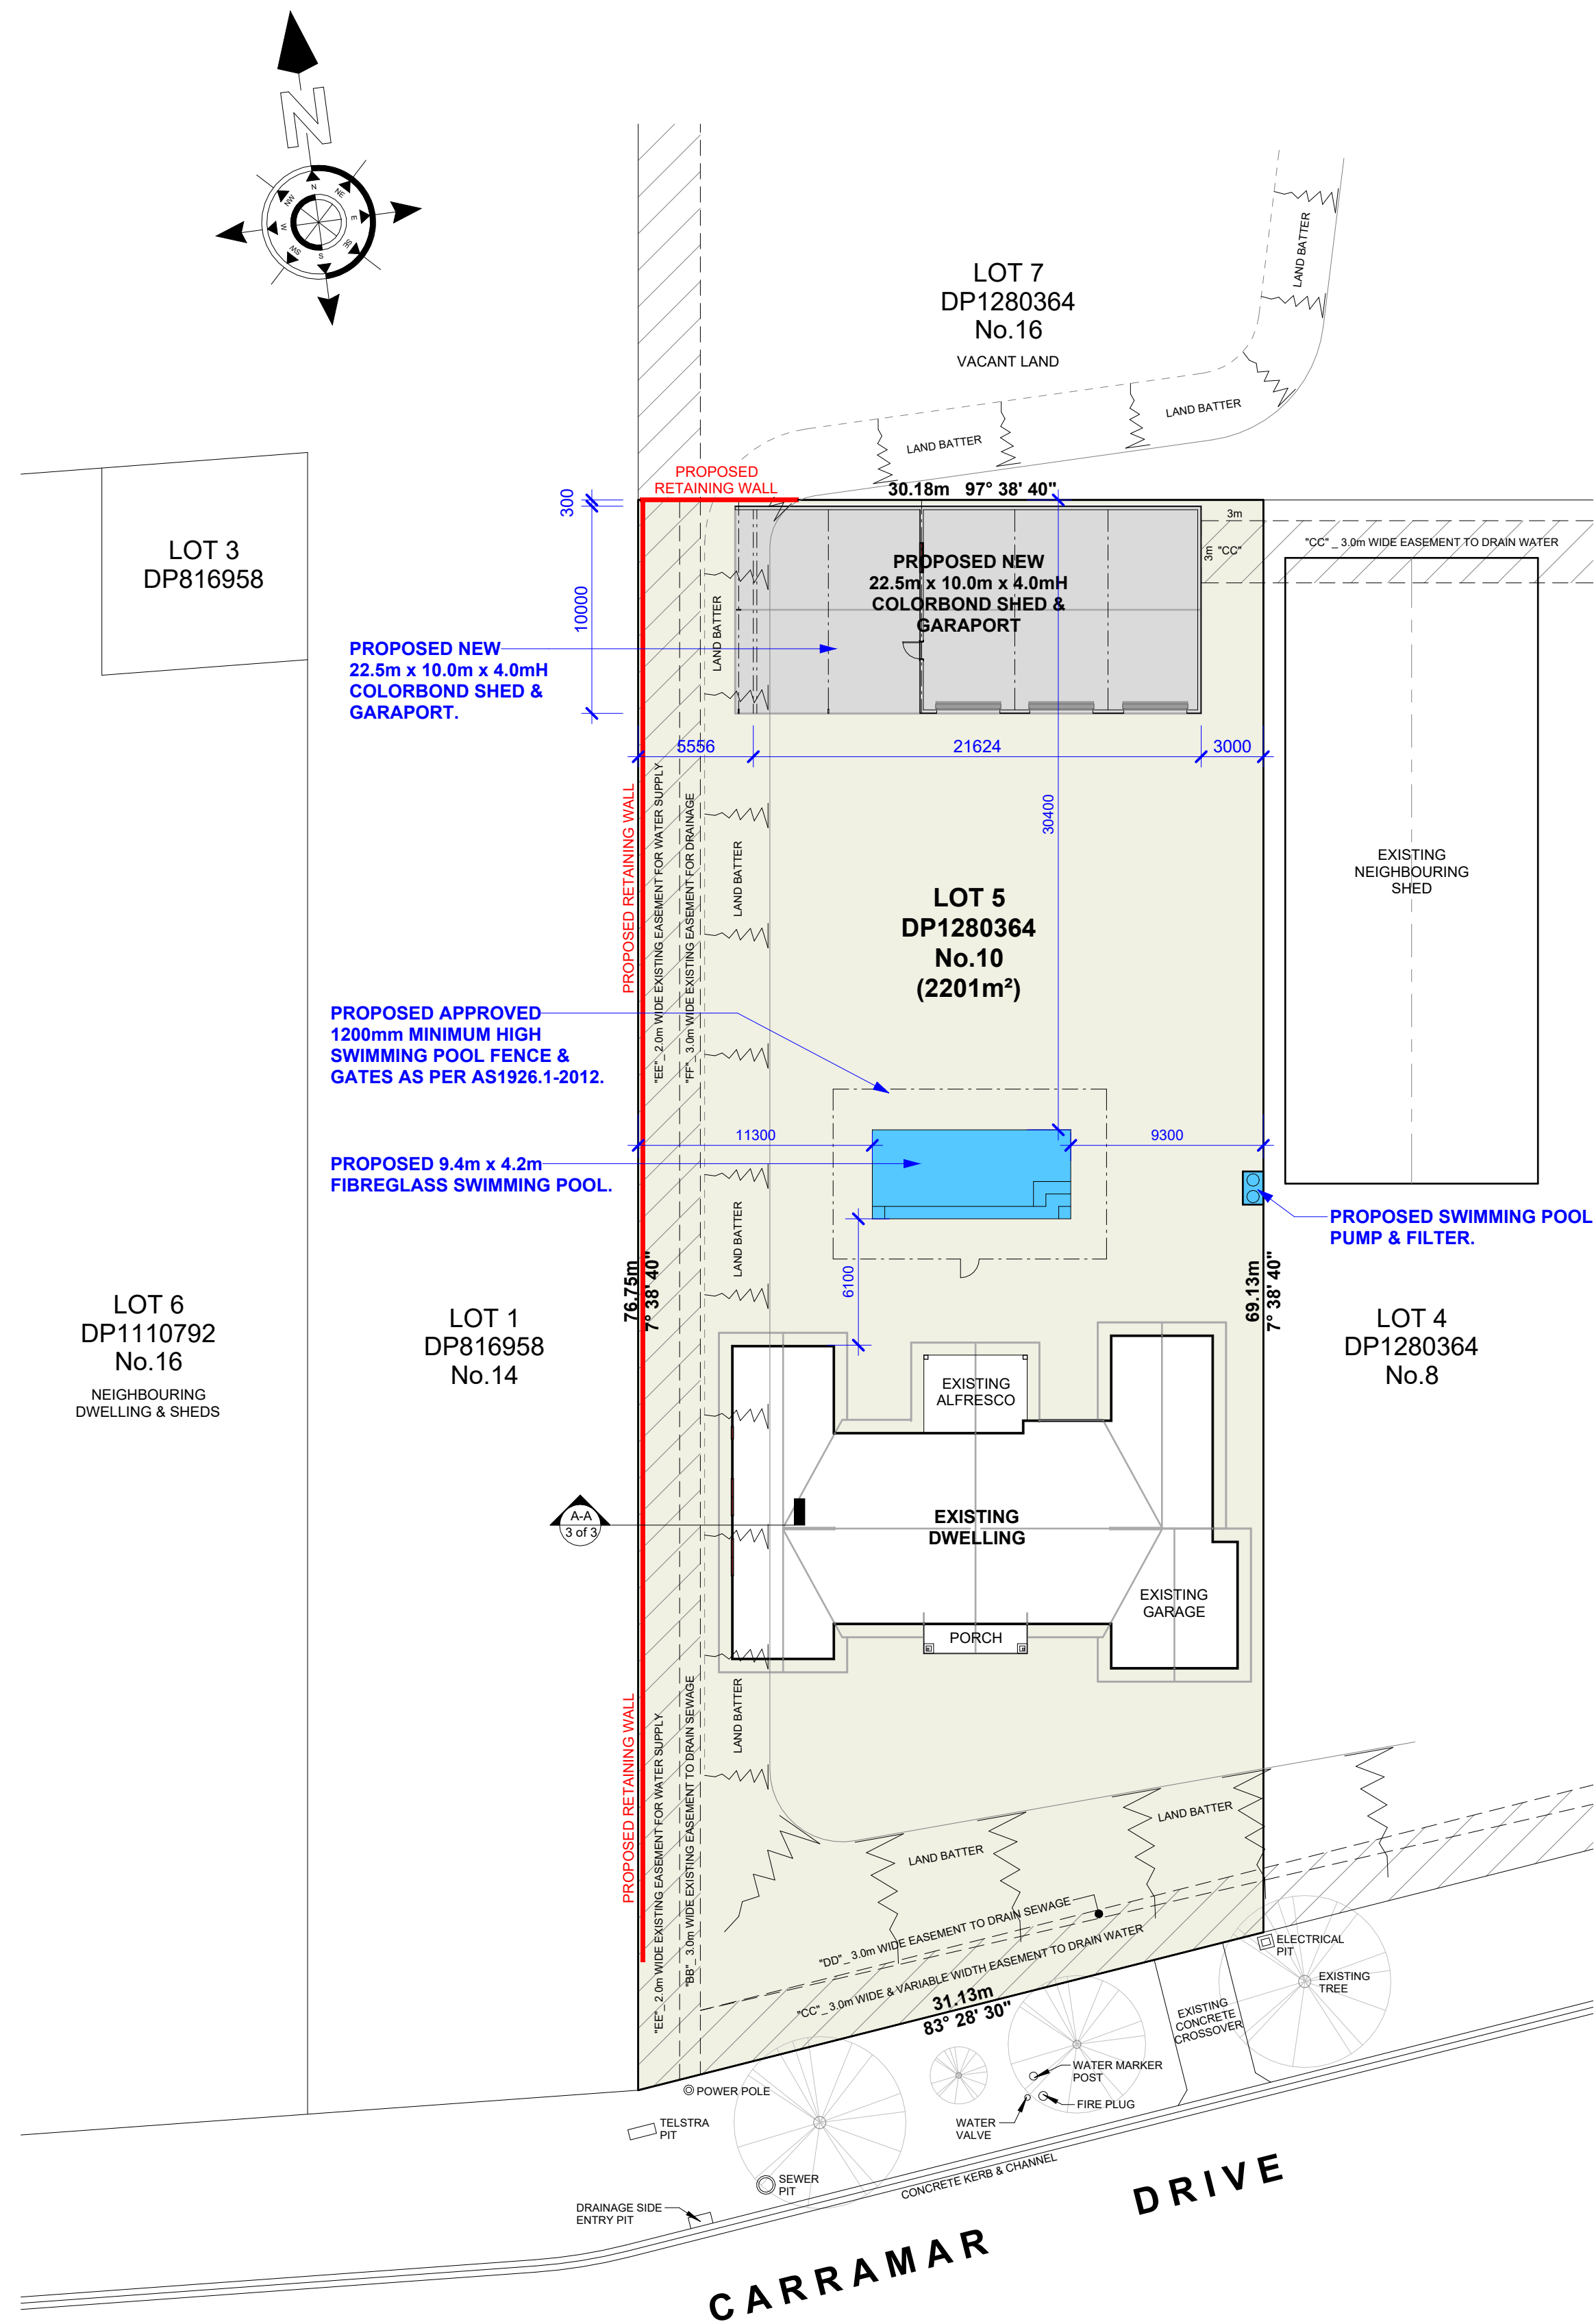 N
N
NE
E
SE
S
SW
W
NW
LOT 7
DP1280364
No.16
VACANT LAND
LAND BATTER
LAND BATTER
LAND BATTER
PROPOSED
RETAINING WALL
30.18m 97° 38' 40"
300
10000
LOT 3
DP816958
3m
3m
"CC"
"CC" _ 3.0m WIDE EASEMENT TO DRAIN WATER
PROPOSED NEW
22.5m x 10.0m x 4.0mH
COLORBOND SHED &
GARAPORT
PROPOSED NEW
22.5m x 10.0m x 4.0mH
COLORBOND SHED &
GARAPORT.
LAND BATTER
5556
21624
3000
30400
PROPOSED RETAINING WALL
"EE"_ 2.0m WIDE EXISTING EASEMENT FOR WATER SUPPLY
"FF"_ 3.0m WIDE EXISTING EASEMENT FOR DRAINAGE
LAND BATTER
EXISTING
NEIGHBOURING
SHED
LOT 5
DP1280364
No.10
(2201m²)
PROPOSED APPROVED
1200mm MINIMUM HIGH
SWIMMING POOL FENCE &
GATES AS PER AS1926.1-2012.
11300
9300
PROPOSED 9.4m x 4.2m
FIBREGLASS SWIMMING POOL.
PROPOSED SWIMMING POOL
PUMP & FILTER.
LAND BATTER
6100
76.75m
7° 38' 40"
69.13m
7° 38' 40"
LOT 6
DP1110792
No.16
NEIGHBOURING
DWELLING & SHEDS
LOT 1
DP816958
No.14
LOT 4
DP1280364
No.8
EXISTING
ALFRESCO
A-A
3 of 3
EXISTING
DWELLING
EXISTING
GARAGE
PORCH
PROPOSED RETAINING WALL
"EE"_ 2.0m WIDE EXISTING EASEMENT FOR WATER SUPPLY
"BB"_ 3.0m WIDE EXISTING EASEMENT TO DRAIN SEWAGE
LAND BATTER
LAND BATTER
LAND BATTER
"DD"_ 3.0m WIDE EASEMENT TO DRAIN SEWAGE
"CC"_ 3.0m WIDE & VARIABLE WIDTH EASEMENT TO DRAIN WATER
31.13m
83° 28' 30"
ELECTRICAL
PIT
EXISTING
TREE
EXISTING
CONCRETE
CROSSOVER
WATER MARKER
POST
FIRE PLUG
WATER
VALVE
POWER POLE
TELSTRA
PIT
SEWER
PIT
DRAINAGE SIDE
ENTRY PIT
CONCRETE KERB & CHANNEL
CARRAMAR DRIVE